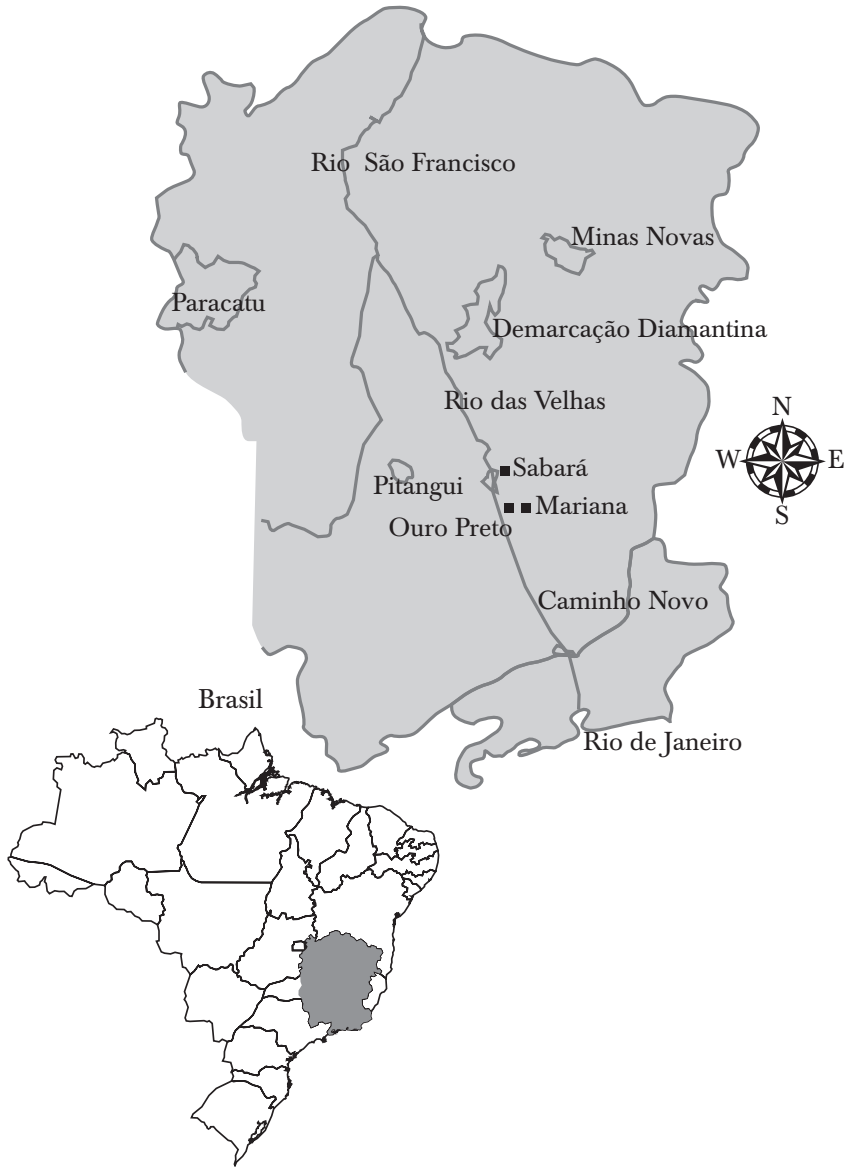 Rio São Francisco
Minas Novas
Paracatu
Demarcação Diamantina
Rio das Velhas
N
W
E
S
Sabará
Pitangui
Mariana
Ouro Preto
Caminho Novo
Brasil
Rio de Janeiro